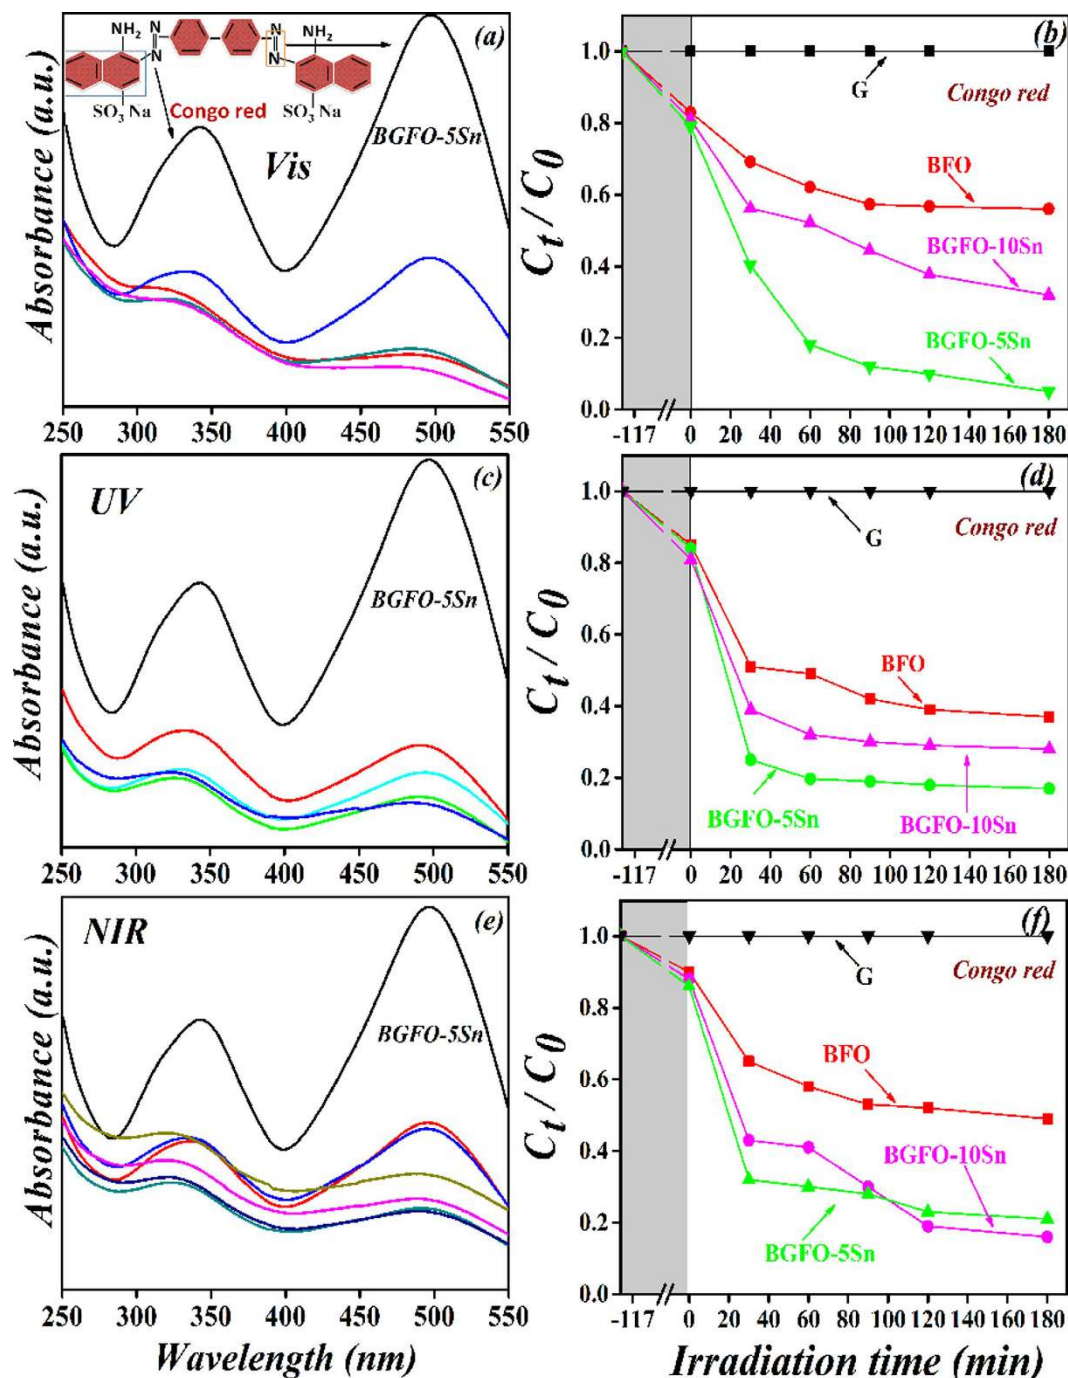 NH2
N
N
N
N
NH2
(a)
SO3 Na
Congo red
SO3 Na
Vis
BGFO-5Sn
Absorbance (a.u.)
250 300 350 400 450 500 550
(b)
G
Congo red
BFO
BGFO-10Sn
BGFO-5Sn
Ct / C0
1.0
0.8
0.6
0.4
0.2
0.0
-117 0 20 40 60 80 100 120 140 160 180
UV
(c)
BGFO-5Sn
Absorbance (a.u.)
250 300 350 400 450 500 550
(d)
G
Congo red
BFO
BGFO-5Sn
BGFO-10Sn
Ct / C0
1.0
0.8
0.6
0.4
0.2
0.0
-117 0 20 40 60 80 100 120 140 160 180
NIR
(e)
BGFO-5Sn
Absorbance (a.u.)
250 300 350 400 450 500 550
Wavelength (nm)
(f)
G
Congo red
BFO
BGFO-10Sn
BGFO-5Sn
Ct / C0
1.0
0.8
0.6
0.4
0.2
0.0
-117 0 20 40 60 80 100 120 140 160 180
Irradiation time (min)